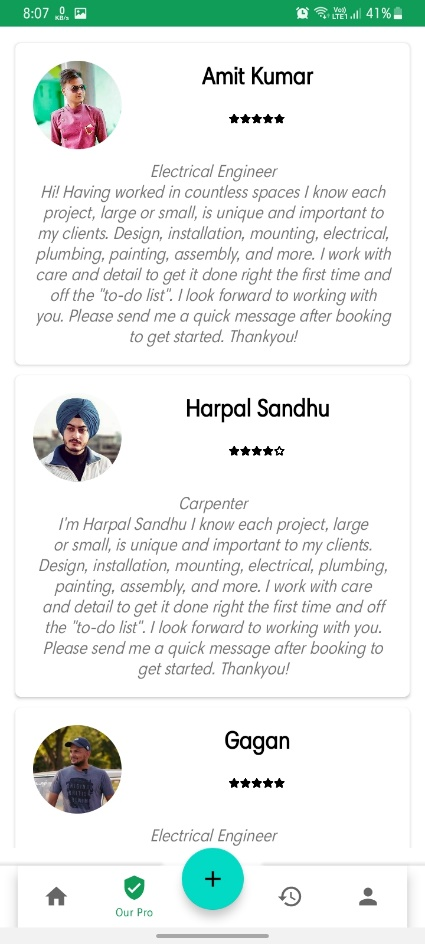 8:07 0 KB/s Vo)) LTE1 41%
Amit Kumar
Electrical Engineer
Hi! Having worked in countless spaces I know each
project, large or small, is unique and important to
my clients. Design, installation, mounting, electrical,
plumbing, painting, assembly, and more. I work with
care and detail to get it done right the first time and
off the "to-do list". I look forward to working with
you. Please send me a quick message after booking
to get started. Thankyou!
Harpal Sandhu
Carpenter
I'm Harpal Sandhu I know each project, large
or small, is unique and important to my clients.
Design, installation, mounting, electrical, plumbing,
painting, assembly, and more. I work with care
and detail to get it done right the first time and off
the "to-do list". I look forward to working with you.
Please send me a quick message after booking to
get started. Thankyou!
Gagan
Electrical Engineer
Our Pro